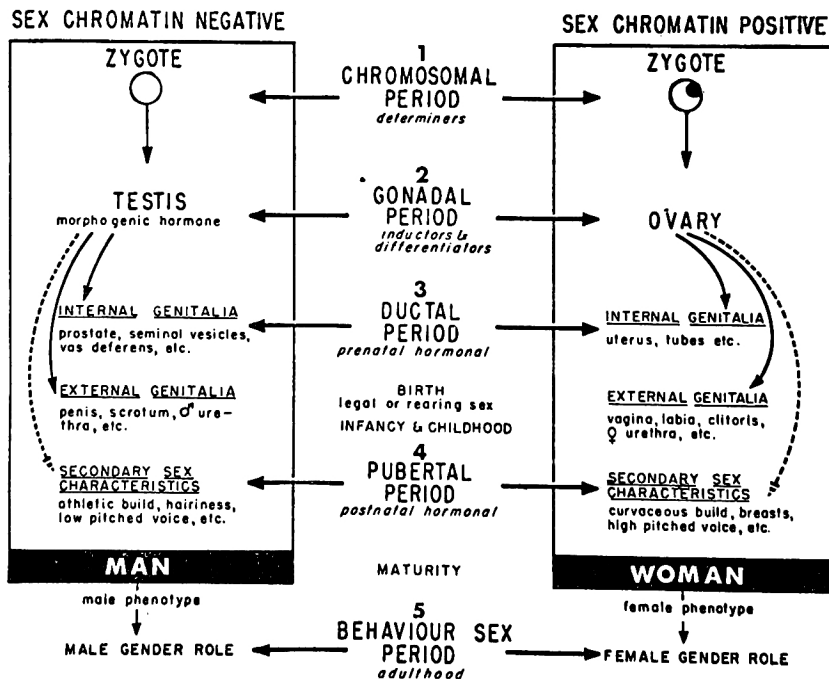 SEX CHROMATIN NEGATIVE
ZYGOTE
TESTIS
morphogenic hormone
INTERNAL GENITALIA
prostate, seminal vesicles,
vas deferens, etc.
EXTERNAL GENITALIA
penis, scrotum, ♂ ure-
thra, etc.
SECONDARY SEX
CHARACTERISTICS
athletic build, hairiness,
low pitched voice, etc.
MAN
male phenotype
MALE GENDER ROLE
1
CHROMOSOMAL
PERIOD
determiners
2
GONADAL
PERIOD
inductors &
differentiators
3
DUCTAL
PERIOD
prenatal hormonal
BIRTH
legal or rearing sex
INFANCY & CHILDHOOD
4
PUBERTAL
PERIOD
postnatal hormonal
MATURITY
5
BEHAVIOUR SEX
PERIOD
adulthood
SEX CHROMATIN POSITIVE
ZYGOTE
OVARY
INTERNAL GENITALIA
uterus, tubes etc.
EXTERNAL GENITALIA
vagina, labia, clitoris,
♀ urethra, etc.
SECONDARY SEX
CHARACTERISTICS
curvaceous build, breasts,
high pitched voice, etc.
WOMAN
female phenotype
FEMALE GENDER ROLE